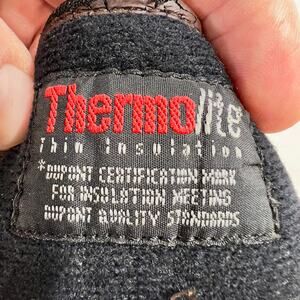 Thermolite
Thin Insulation
*DUPONT CERTIFICATION MARK
FOR INSULATION MEETING
DUPONT QUALITY STANDARDS